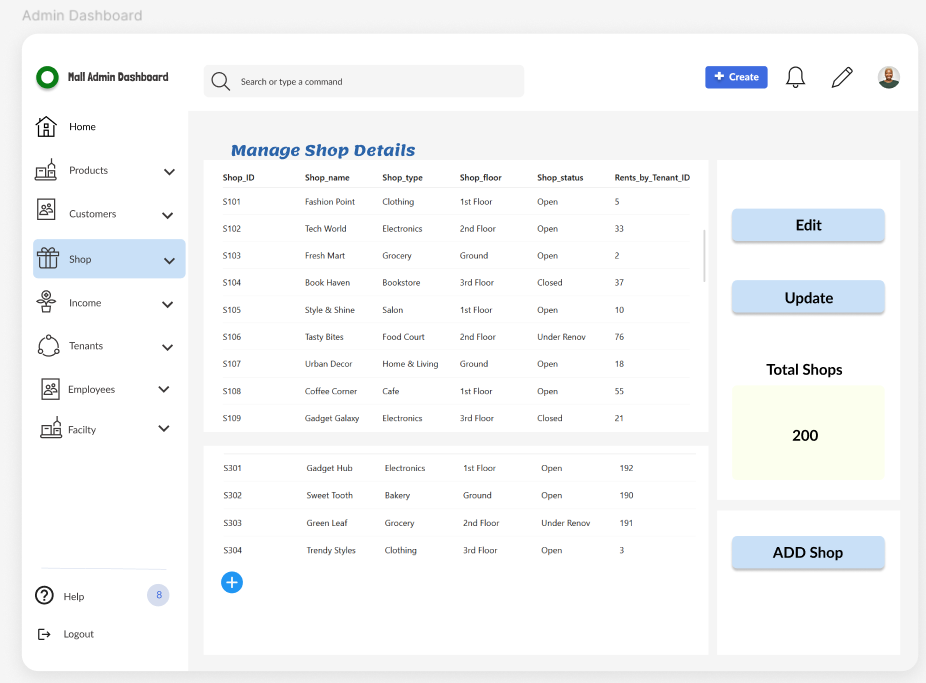 Admin Dashboard
Mall Admin Dashboard
Search or type a command
+ Create
Home
Products
Customers
Shop
Income
Tenants
Employees
Facilty
Help 8
Logout
Manage Shop Details
Shop_ID Shop_name Shop_type Shop_floor Shop_status Rents_by_Tenant_ID
S101 Fashion Point Clothing 1st Floor Open 5
S102 Tech World Electronics 2nd Floor Open 33
S103 Fresh Mart Grocery Ground Open 2
S104 Book Haven Bookstore 3rd Floor Closed 37
S105 Style & Shine Salon 1st Floor Open 10
S106 Tasty Bites Food Court 2nd Floor Under Renov 76
S107 Urban Decor Home & Living Ground Open 18
S108 Coffee Corner Cafe 1st Floor Open 55
S109 Gadget Galaxy Electronics 3rd Floor Closed 21
S301 Gadget Hub Electronics 1st Floor Open 192
S302 Sweet Tooth Bakery Ground Open 190
S303 Green Leaf Grocery 2nd Floor Under Renov 191
S304 Trendy Styles Clothing 3rd Floor Open 3
Edit
Update
Total Shops
200
ADD Shop